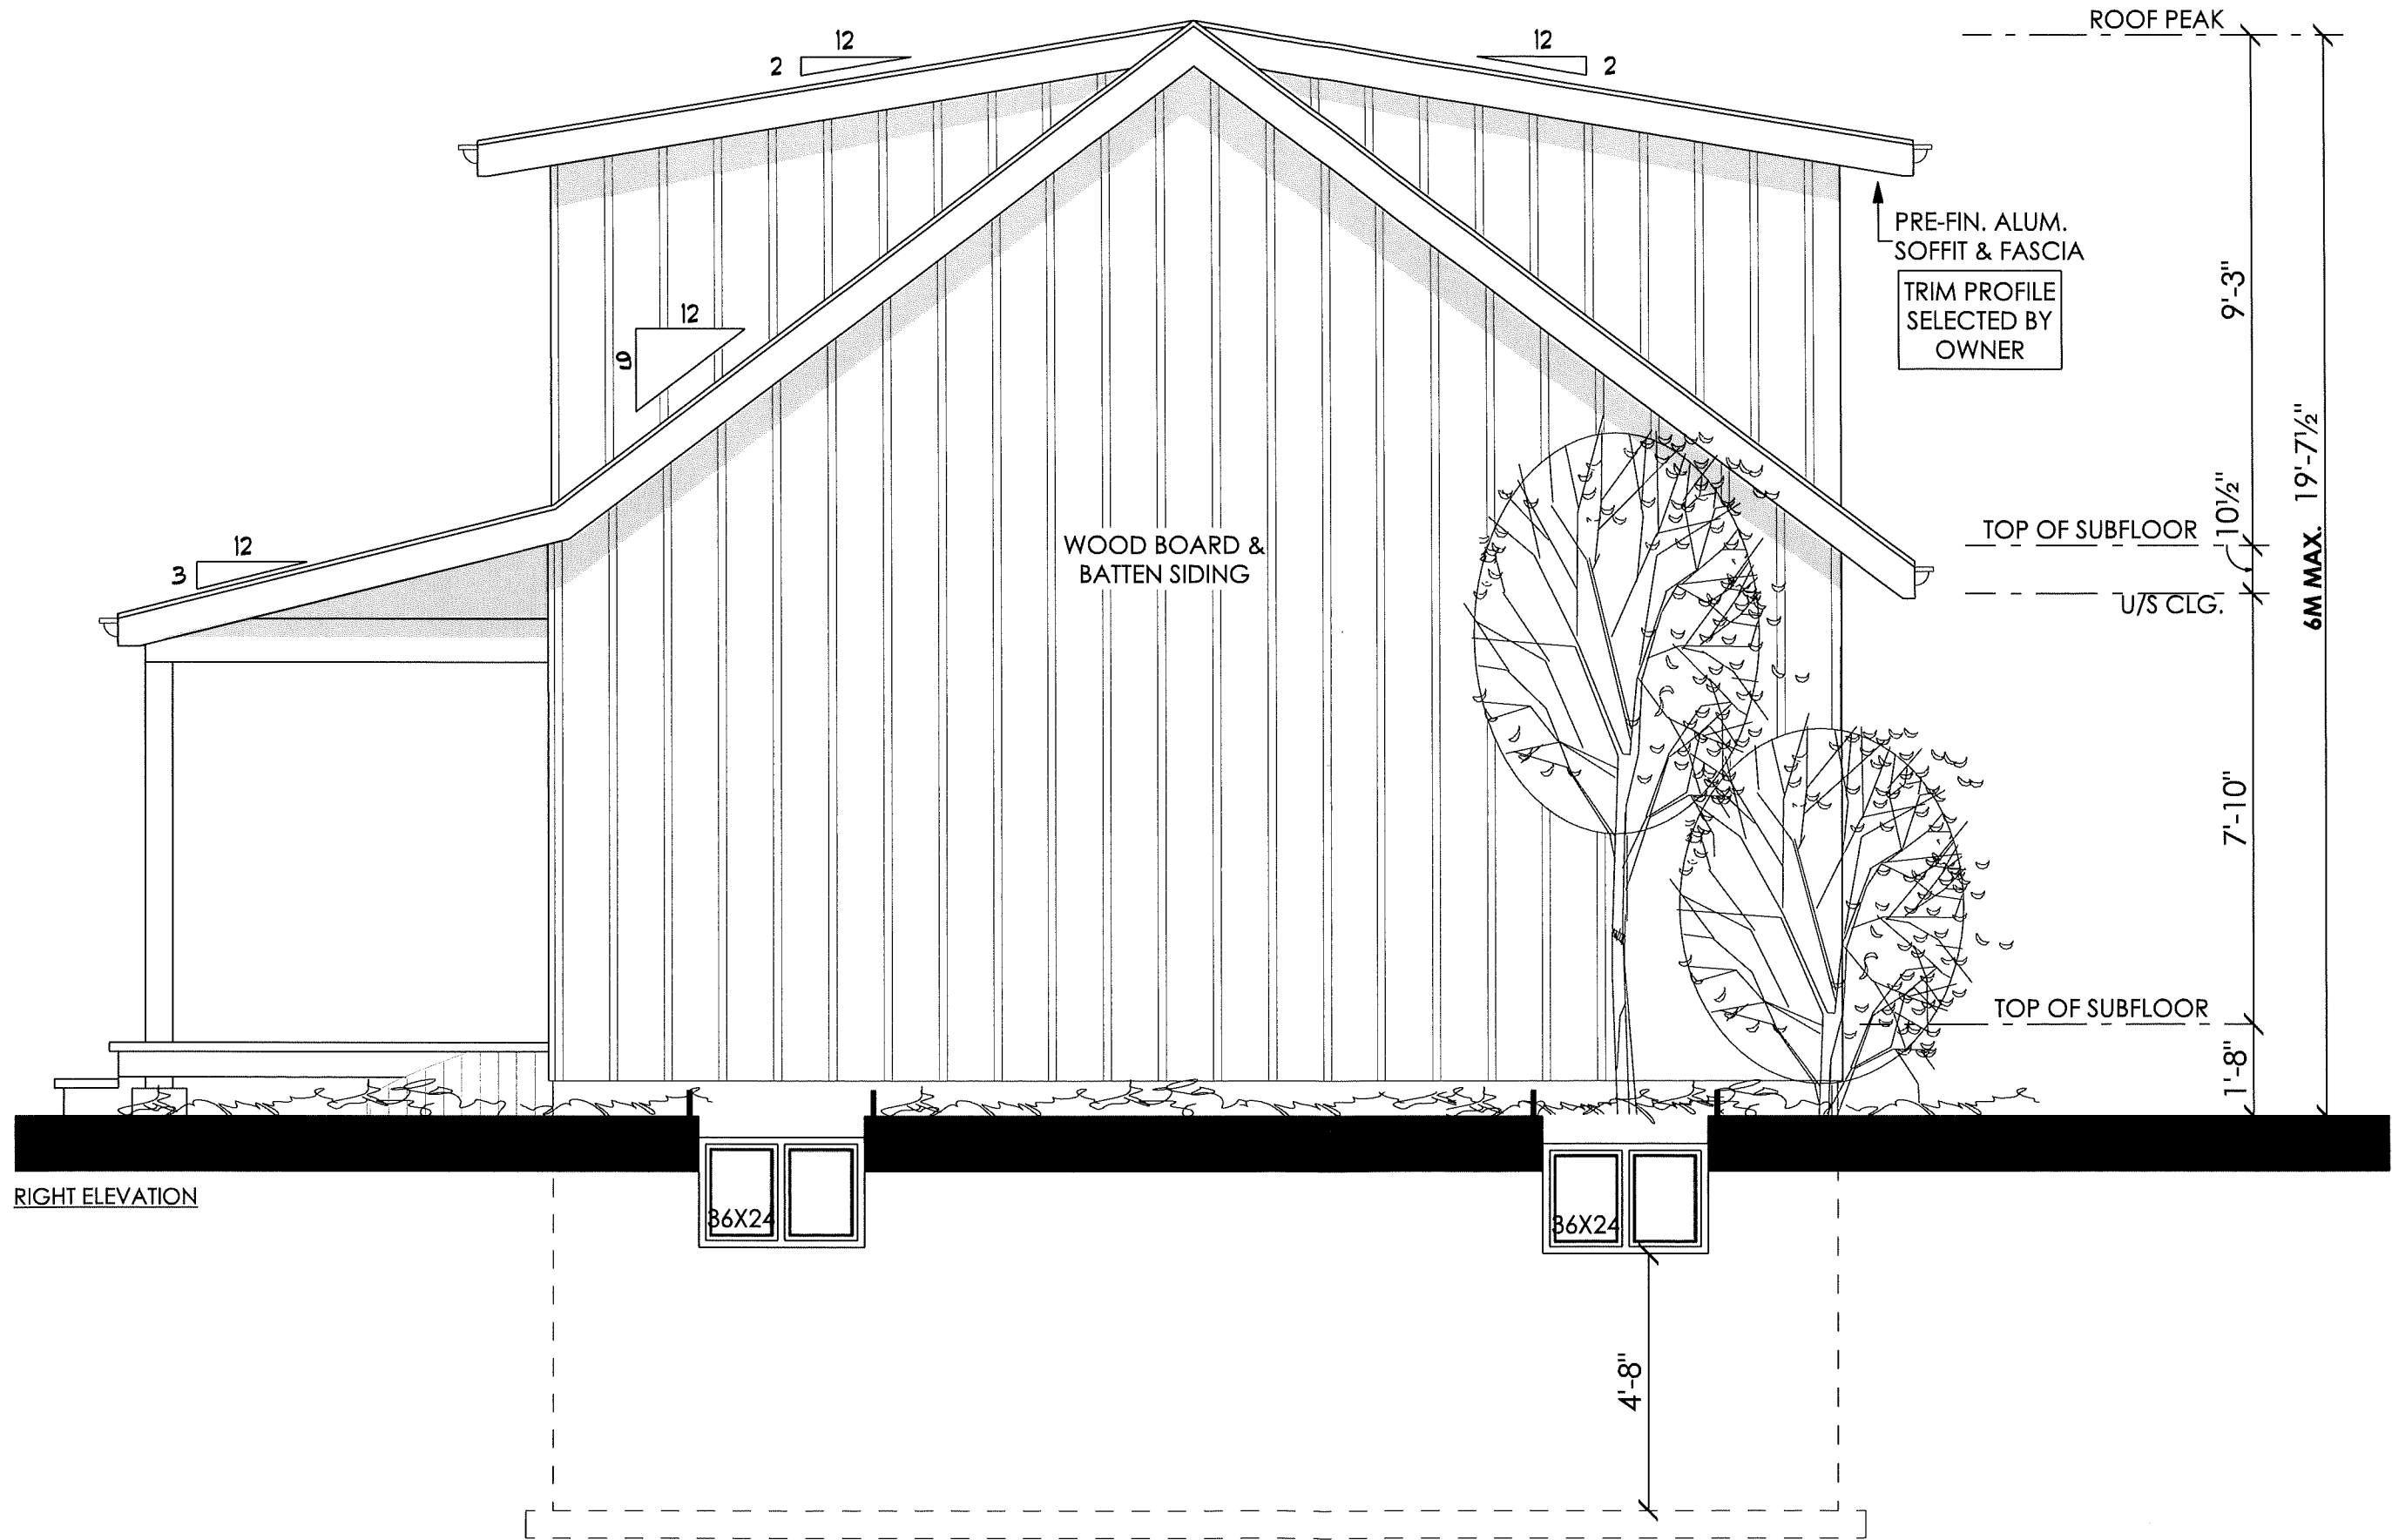 ROOF PEAK
12
2
12
2
PRE-FIN. ALUM.
SOFFIT & FASCIA
TRIM PROFILE
SELECTED BY
OWNER
9'-3"
12
9
6M MAX. 19'-7½"
10½"
TOP OF SUBFLOOR
WOOD BOARD &
BATTEN SIDING
12
3
U/S CLG.
7'-10"
TOP OF SUBFLOOR
1'-8"
RIGHT ELEVATION
36X24
36X24
4'-8"